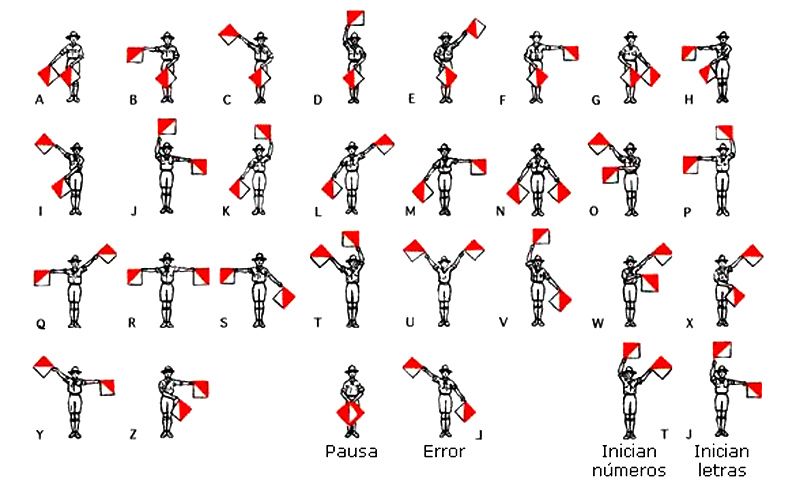 A B C D E F G H
I J K L M N O P
Q R S T U V W X
Y Z J T J
Pausa Error Inician Inician
números letras